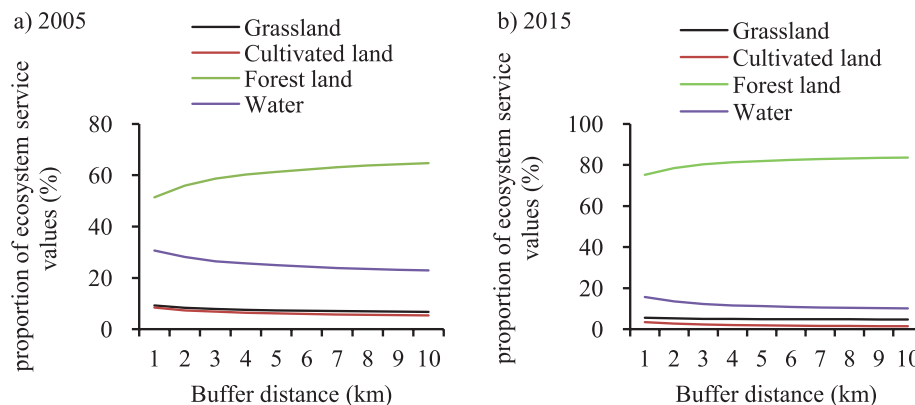 a) 2005
Grassland
Cultivated land
Forest land
Water
proportion of ecosystem service
values (%)
80
60
40
20
0
1 2 3 4 5 6 7 8 9 10
Buffer distance (km)
b) 2015
Grassland
Cultivated land
Forest land
Water
proportion of ecosystem service
values (%)
100
80
60
40
20
0
1 2 3 4 5 6 7 8 9 10
Buffer distance (km)